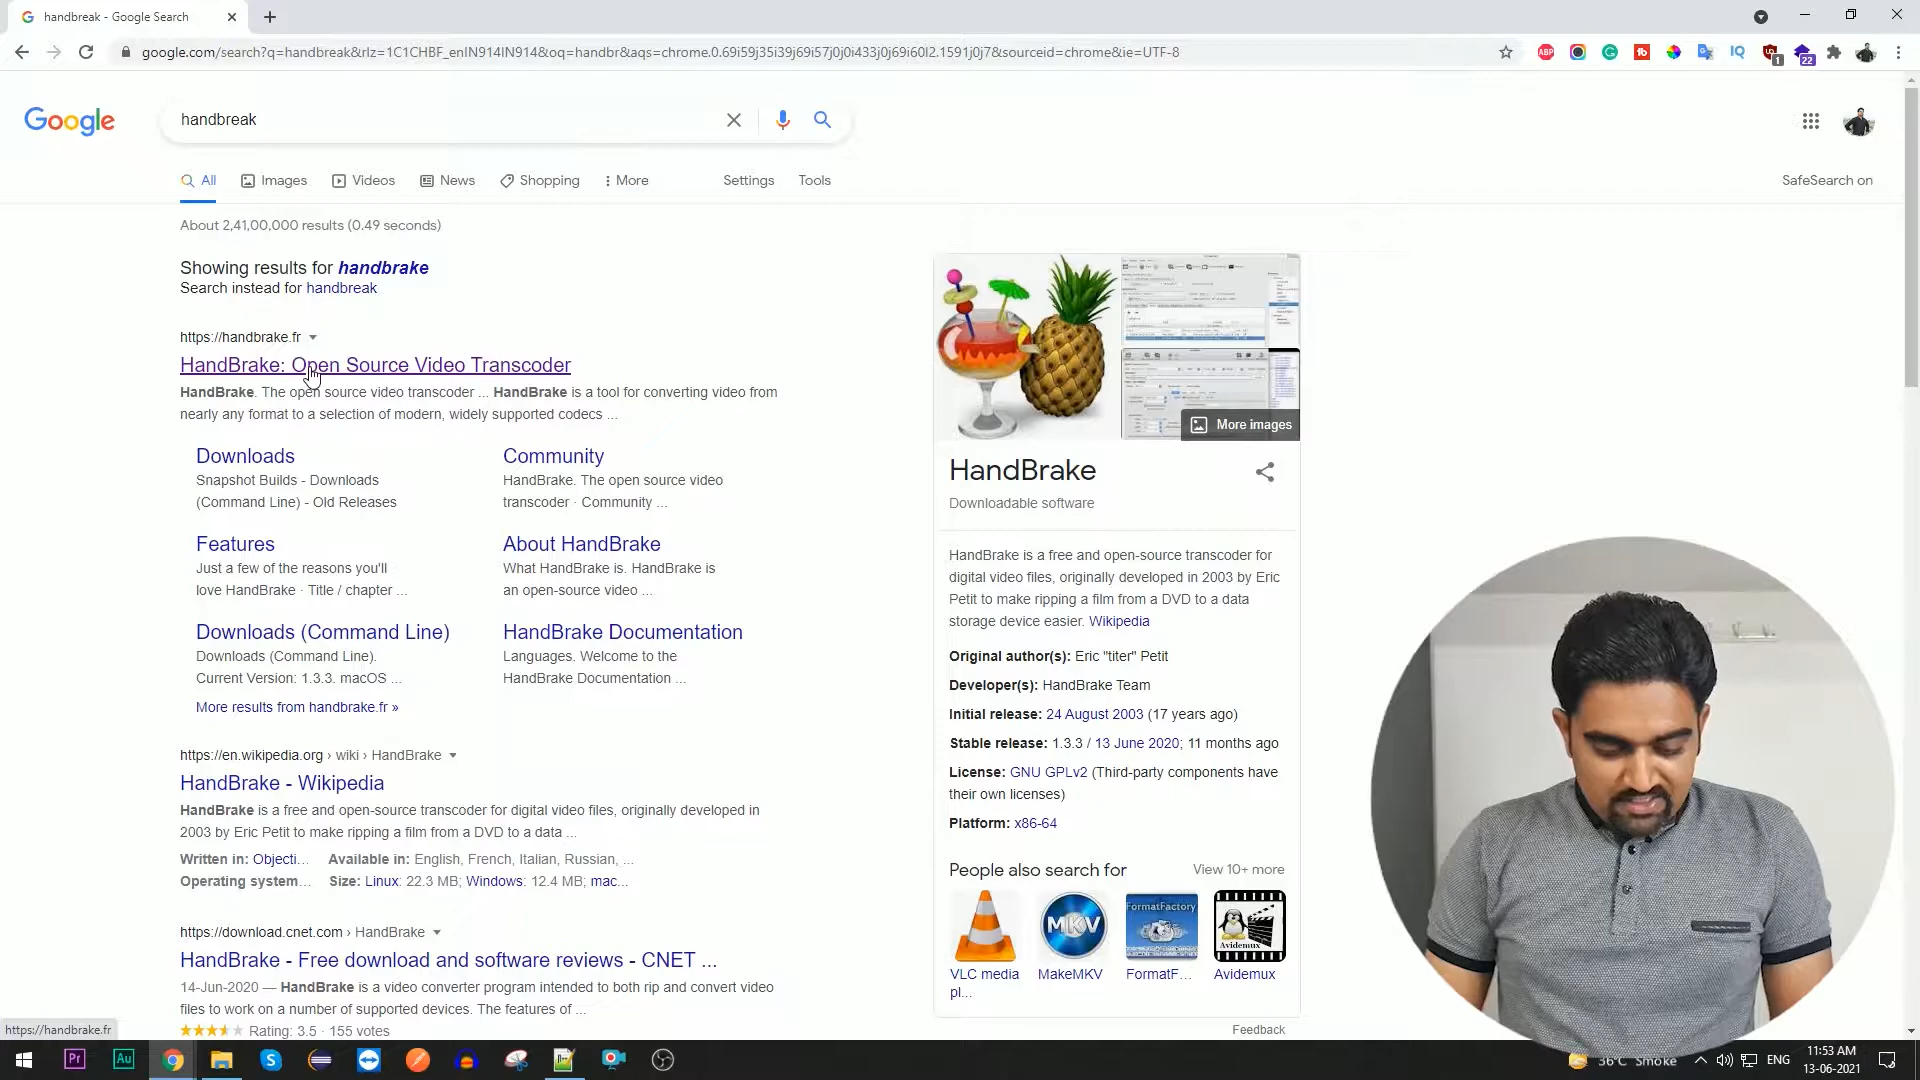 handbreak - Google Search
google.com/search?q=handbreak&rlz=1C1CHBF_enIN914IN914&oq=handbr&aqs=chrome.0.69i59j35i39j69i57j0j0i433j0j69i60l2.1591j0j7&sourceid=chrome&ie=UTF-8
ABP
IQ
1
22
Google
handbreak
All Images Videos News Shopping More Settings Tools
SafeSearch on
About 2,41,00,000 results (0.49 seconds)
Showing results for handbrake
Search instead for handbreak
https://handbrake.fr
HandBrake: Open Source Video Transcoder
HandBrake. The open source video transcoder ... HandBrake is a tool for converting video from
nearly any format to a selection of modern, widely supported codecs ...
Downloads
Snapshot Builds - Downloads
(Command Line) - Old Releases
Community
HandBrake. The open source video
transcoder · Community ...
Features
Just a few of the reasons you'll
love HandBrake · Title / chapter ...
About HandBrake
What HandBrake is. HandBrake is
an open-source video ...
Downloads (Command Line)
Downloads (Command Line).
Current Version: 1.3.3. macOS ...
HandBrake Documentation
Languages. Welcome to the
HandBrake Documentation ...
More results from handbrake.fr »
https://en.wikipedia.org › wiki › HandBrake
HandBrake - Wikipedia
HandBrake is a free and open-source transcoder for digital video files, originally developed in
2003 by Eric Petit to make ripping a film from a DVD to a data ...
Written in: Objecti... Available in: English, French, Italian, Russian, ...
Operating system... Size: Linux: 22.3 MB; Windows: 12.4 MB; mac...
https://download.cnet.com › HandBrake
HandBrake - Free download and software reviews - CNET ...
14-Jun-2020 — HandBrake is a video converter program intended to both rip and convert video
files to work on a number of supported devices. The features of ...
Rating: 3.5 · 155 votes
https://handbrake.fr
More images
HandBrake
Downloadable software
HandBrake is a free and open-source transcoder for
digital video files, originally developed in 2003 by Eric
Petit to make ripping a film from a DVD to a data
storage device easier. Wikipedia
Original author(s): Eric "titer" Petit
Developer(s): HandBrake Team
Initial release: 24 August 2003 (17 years ago)
Stable release: 1.3.3 / 13 June 2020; 11 months ago
License: GNU GPLv2 (Third-party components have
their own licenses)
Platform: x86-64
People also search for
View 10+ more
MKV
FormatFactory
Avidemux
VLC media
pl...
MakeMKV
FormatF...
Avidemux
Feedback
Pr
Au
36°C Smoke
ENG
11:53 AM
13-06-2021